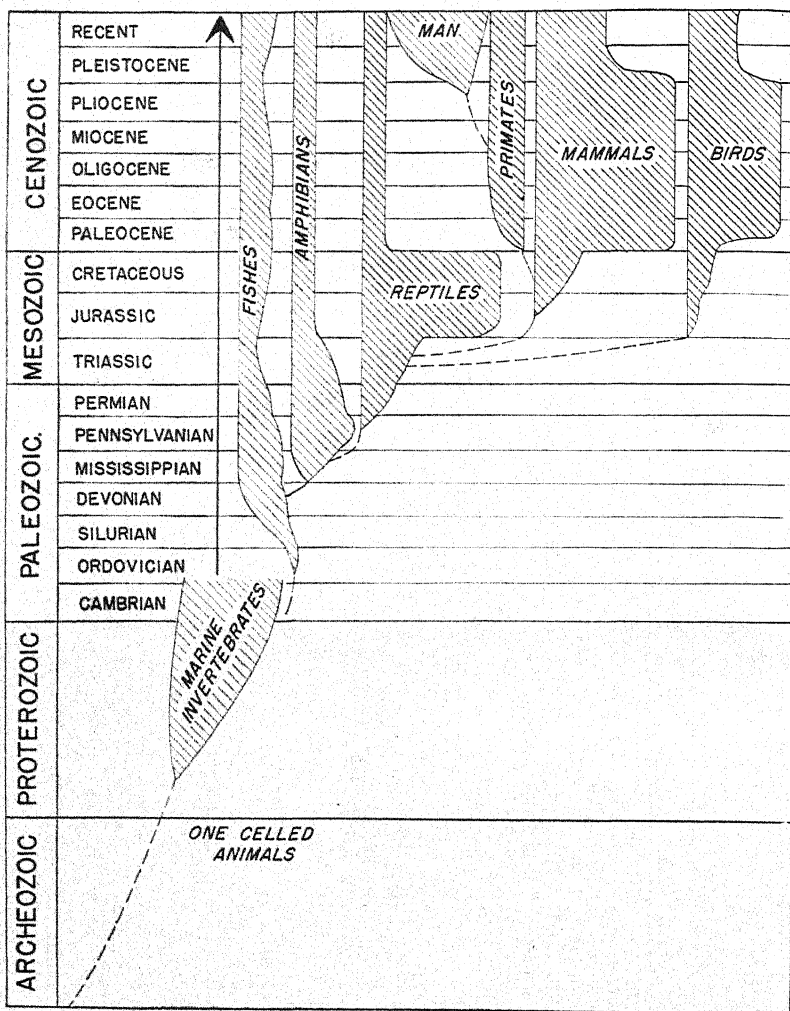 CENOZOIC
RECENT
PLEISTOCENE
PLIOCENE
MIOCENE
OLIGOCENE
EOCENE
PALEOCENE
MESOZOIC
CRETACEOUS
JURASSIC
TRIASSIC
PALEOZOIC.
PERMIAN
PENNSYLVANIAN
MISSISSIPPIAN
DEVONIAN
SILURIAN
ORDOVICIAN
CAMBRIAN
PROTEROZOIC
ARCHEOZOIC
FISHES
AMPHIBIANS
REPTILES
MAN
PRIMATES
MAMMALS
BIRDS
MARINE
INVERTEBRATES
ONE CELLED
ANIMALS